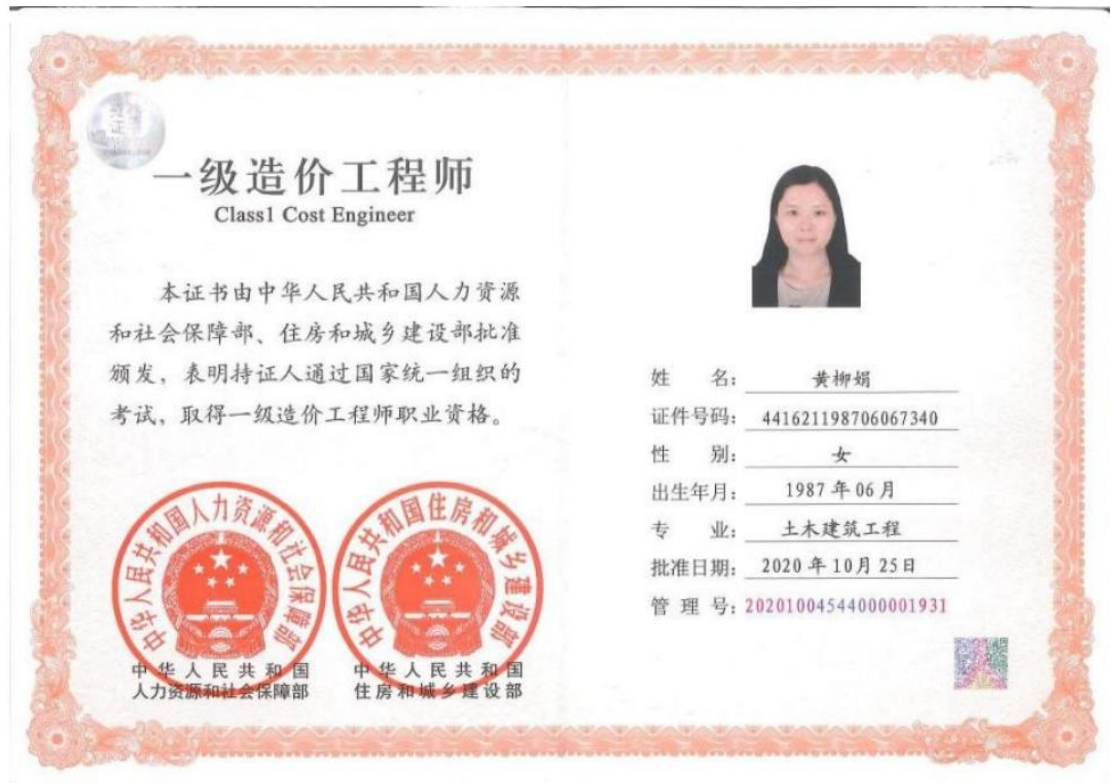 一级造价工程师
Class1 Cost Engineer
本证书由中华人民共和国人力资源
和社会保障部、住房和城乡建设部批准
颁发，表明持证人通过国家统一组织的
考试，取得一级造价工程师职业资格。
中华人民共和国人力资源和社会保障部
中华人民共和国住房和城乡建设部
中华人民共和国
人力资源和社会保障部
中华人民共和国
住房和城乡建设部
姓 名：黄柳娟
证件号码：441621198706067340
性 别：女
出生年月：1987年06月
专 业：土木建筑工程
批准日期：2020年10月25日
管 理 号：20201004544000001931